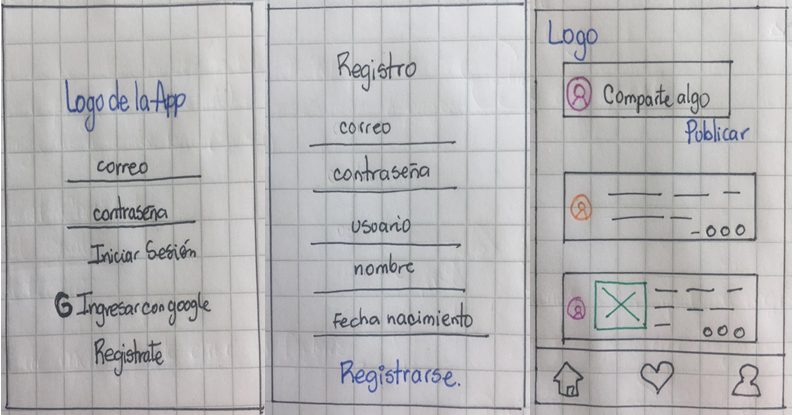 Logo de la App
correo
contraseña
Iniciar Sesión
G Ingresar con google
Registrate
Registro
correo
contraseña
usuario
nombre
Fecha nacimiento
Registrarse.
Logo
Comparte algo
Publicar